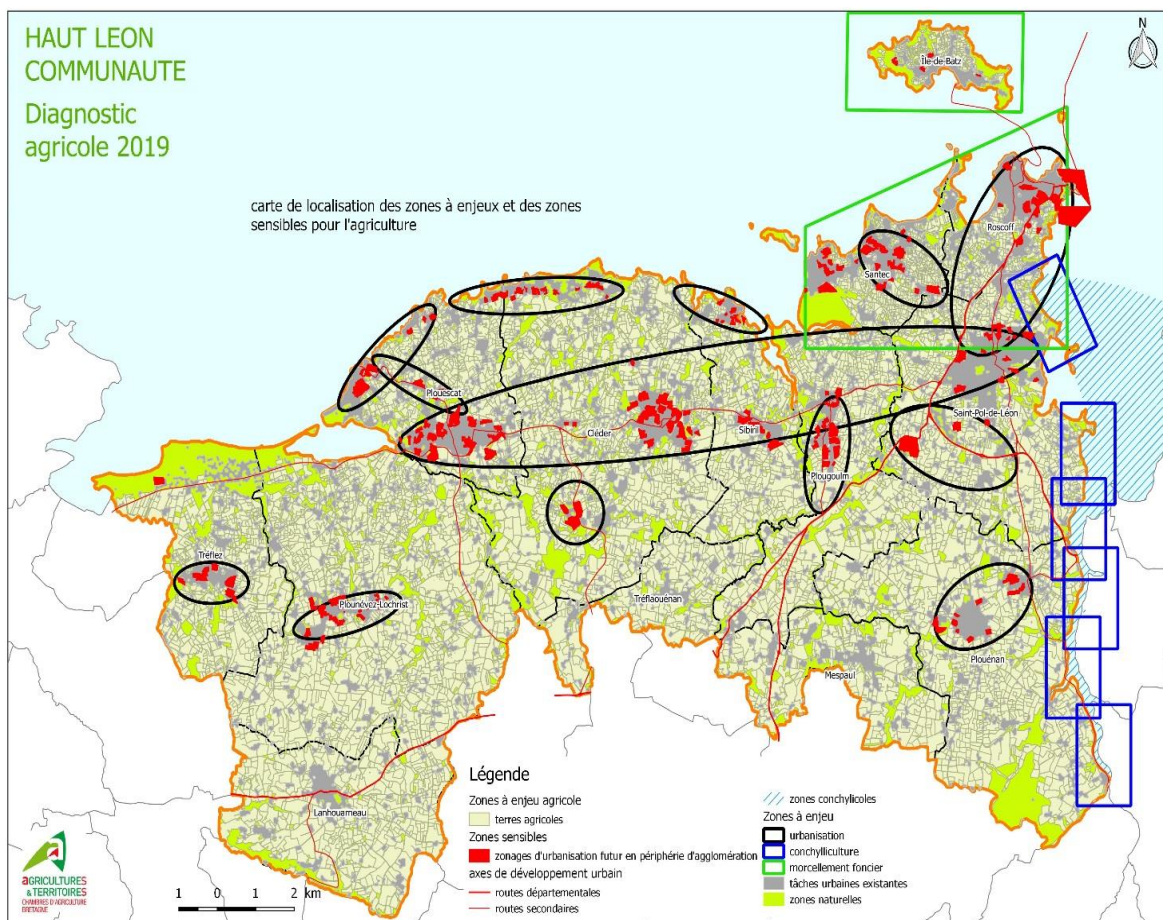 HAUT LEON
COMMUNAUTE
Diagnostic
agricole 2019
N
carte de localisation des zones à enjeux et des zones
sensibles pour l'agriculture
Île-de-Batz
Roscoff
Santec
Plouescat
Cléder
Sibiril
Saint-Pol-de-Léon
Plougoulm
Tréflez
Plounévez-Lochrist
Tréflaouénan
Plouénan
Mespaul
Lanhouarneau
Légende
Zones à enjeu agricole
terres agricoles
Zones sensibles
zonages d'urbanisation futur en périphérie d'agglomération
axes de développement urbain
routes départementales
routes secondaires
zones conchylicoles
Zones à enjeu
urbanisation
conchylliculture
morcellement foncier
tâches urbaines existantes
zones naturelles
1 0 1 2 km
AGRICULTURES
& TERRITOIRES
CHAMBRES D'AGRICULTURE
BRETAGNE